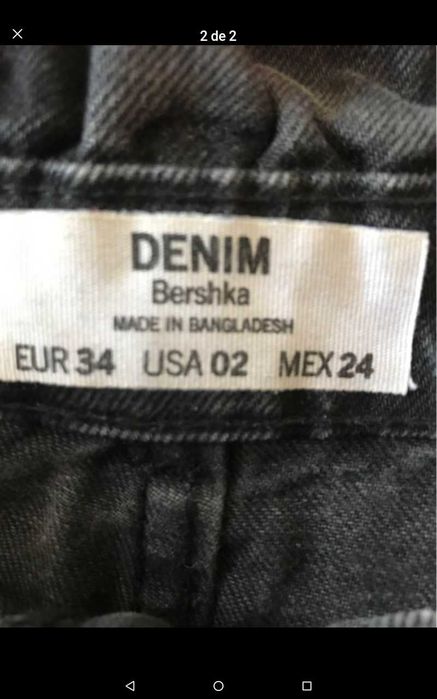 2 de 2
DENIM
Bershka
MADE IN BANGLADESH
EUR 34 USA 02 MEX 24